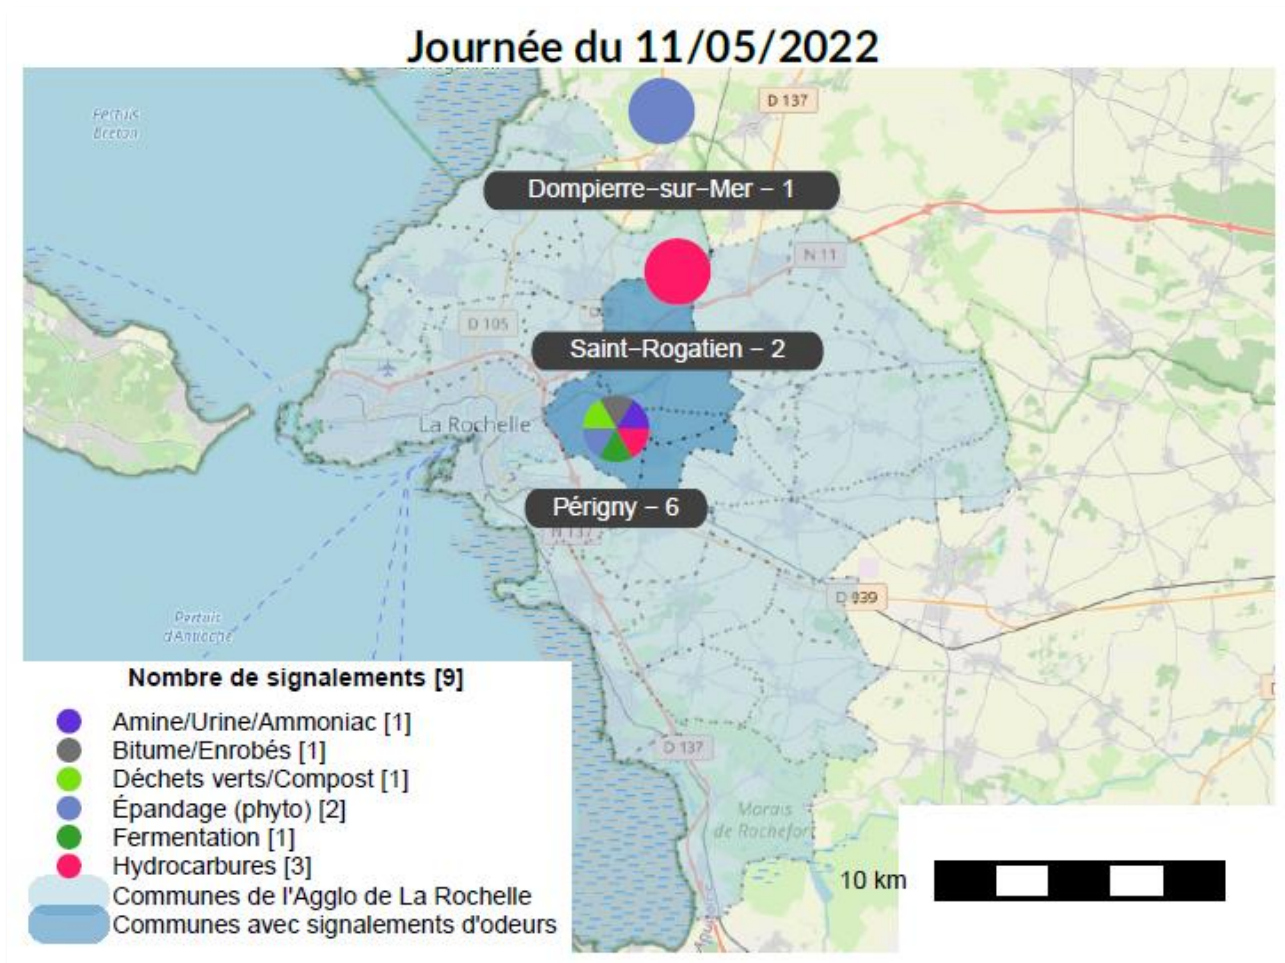 Journée du 11/05/2022
Pertuis
Breton
D 137
Dompierre-sur-Mer - 1
N 11
D 105
Saint-Rogatien - 2
La Rochelle
Périgny - 6
N 137
D 939
Pertuis
d'Antioche
Nombre de signalements [9]
Amine/Urine/Ammoniac [1]
Bitume/Enrobés [1]
Déchets verts/Compost [1]
Épandage (phyto) [2]
Fermentation [1]
Hydrocarbures [3]
Communes de l'Agglo de La Rochelle
Communes avec signalements d'odeurs
D 137
Marais
de Rochefort
10 km